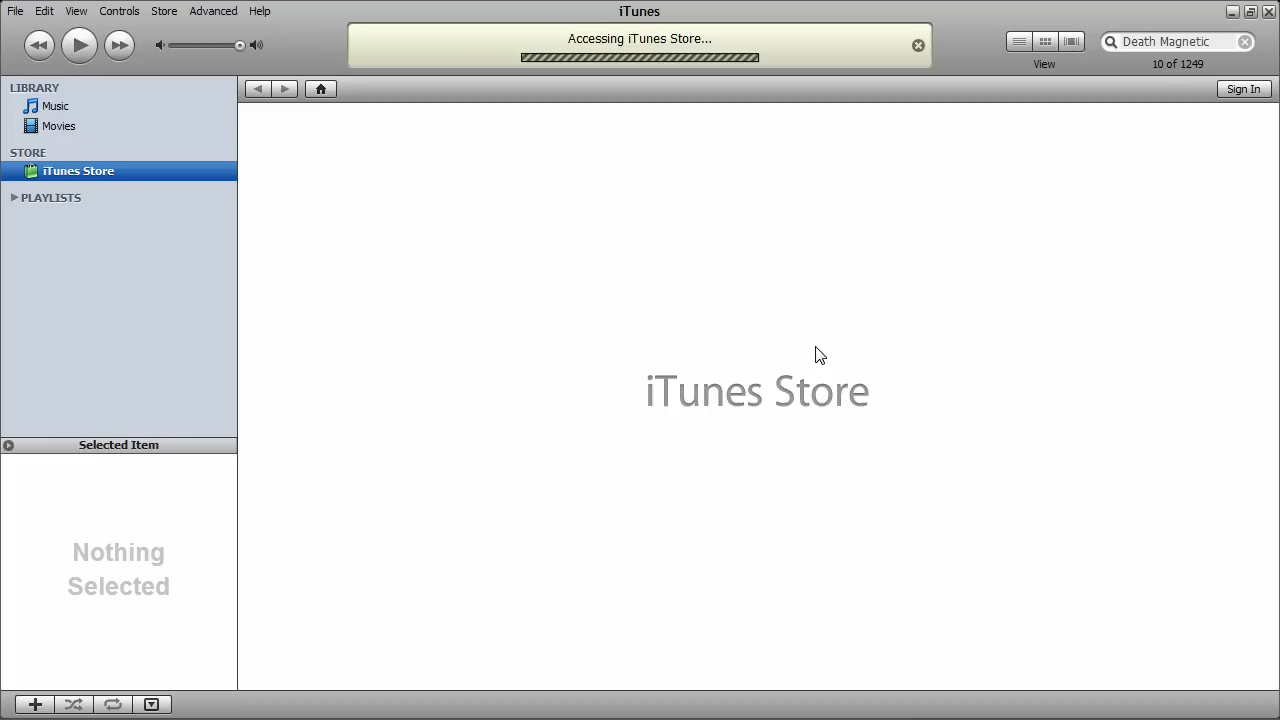 File Edit View Controls Store Advanced Help
iTunes
Accessing iTunes Store...
Death Magnetic
View
10 of 1249
LIBRARY
Music
Movies
STORE
iTunes Store
PLAYLISTS
Sign In
iTunes Store
Selected Item
Nothing
Selected